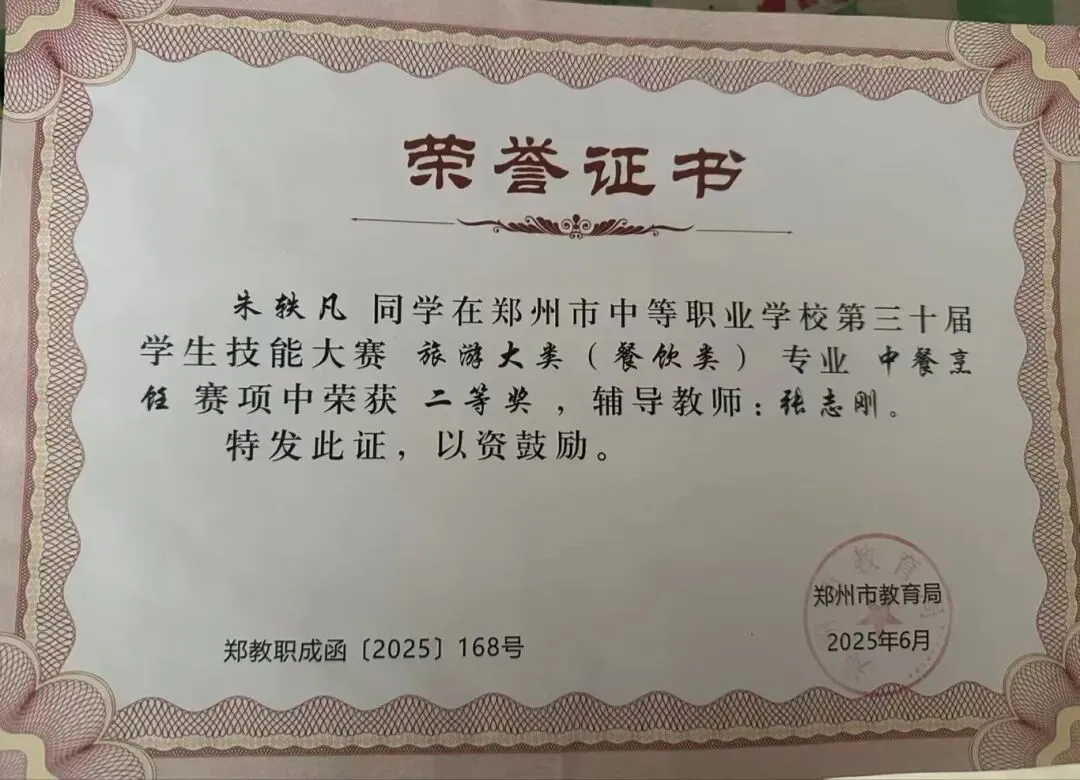 荣誉证书
朱轶凡 同学在郑州市中等职业学校第三十届
学生技能大赛 旅游大类（餐饮类）专业 中餐烹
饪 赛项中荣获 二等奖 ，辅导教师：张志刚。
特发此证，以资鼓励。
郑州市教育局
2025年6月
郑教职成函〔2025〕168号